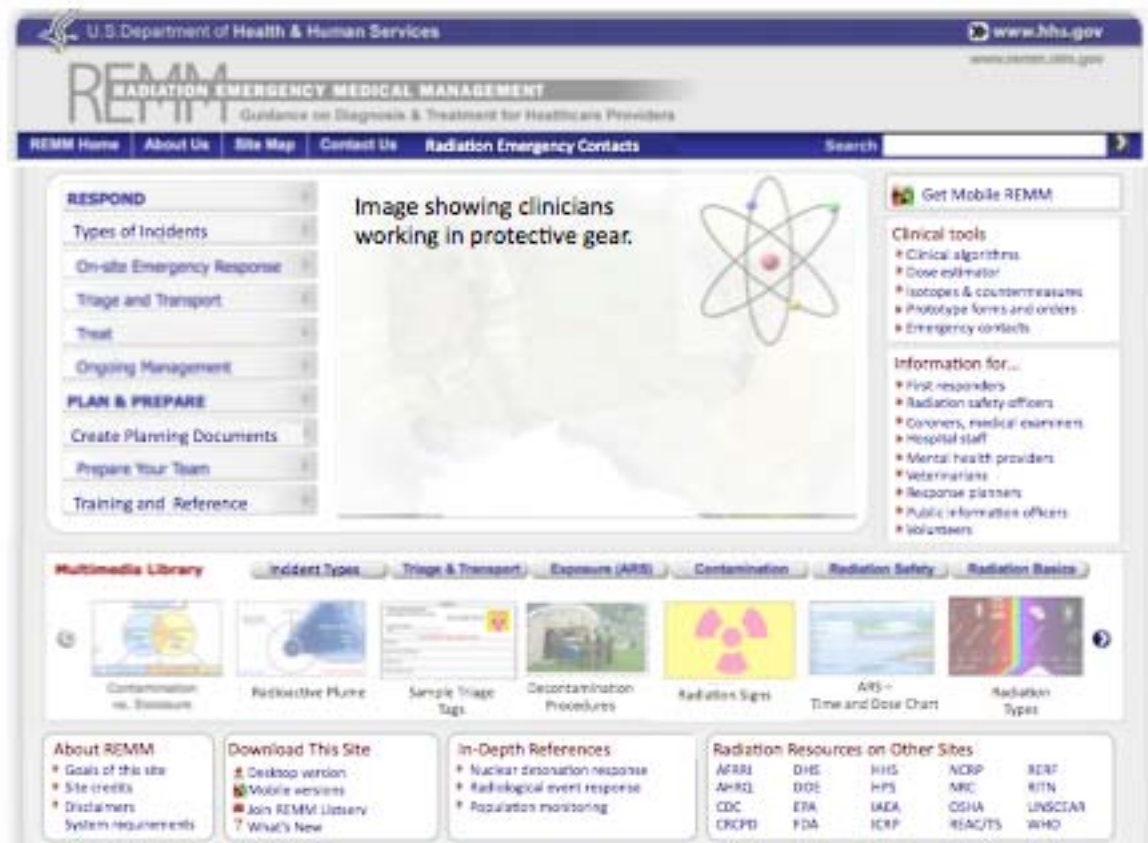 U.S.Department of Health & Human Services
www.hhs.gov
www.remm.nlm.gov
REMM
RADIATION EMERGENCY MEDICAL MANAGEMENT
Guidance on Diagnosis & Treatment for Healthcare Providers
REMM Home About Us Site Map Contact Us Radiation Emergency Contacts Search
RESPOND
Types of Incidents
On-site Emergency Response
Triage and Transport
Treat
Ongoing Management
PLAN & PREPARE
Create Planning Documents
Prepare Your Team
Training and Reference
Image showing clinicians
working in protective gear.
Get Mobile REMM
Clinical tools
Clinical algorithms
Dose estimator
Isotopes & countermeasures
Prototype forms and orders
Emergency contacts
Information for...
First responders
Radiation safety officers
Coroners, medical examiners
Hospital staff
Mental health providers
Veterinarians
Response planners
Public information officers
Volunteers
Multimedia Library Incident Types Triage & Transport Exposure (ARS) Contamination Radiation Safety Radiation Basics
Contamination
vs. Exposure
Radioactive Plume
Sample Triage
Tags
Decontamination
Procedures
Radiation Signs
ARS –
Time and Dose Chart
Radiation
Types
About REMM
Goals of this site
Site credits
Disclaimers
System requirements
Download This Site
Desktop version
Mobile versions
Join REMM Listserv
? What's New
In-Depth References
Nuclear detonation response
Radiological event response
Population monitoring
Radiation Resources on Other Sites
AFRRI DHS HHS NCRP RERF
AHRQ DOE HPS NRC RITN
CDC EPA IAEA OSHA UNSCEAR
CRCPD FDA ICRP REAC/TS WHO